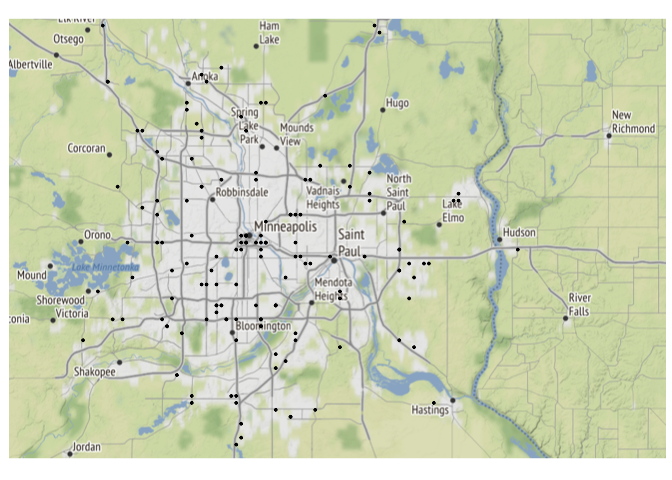 Elk River
Otsego
Ham
Lake
Albertville
Anoka
Hugo
Spring
Lake
Park
Mounds
View
New
Richmond
Corcoran
Robbinsdale
Vadnais
Heights
North
Saint
Paul
Lake
Elmo
Minneapolis
Saint
Paul
Hudson
Orono
Lake Minnetonka
Mound
Mendota
Heights
Shorewood
Victoria
conia
River
Falls
Bloomington
Shakopee
Hastings
Jordan